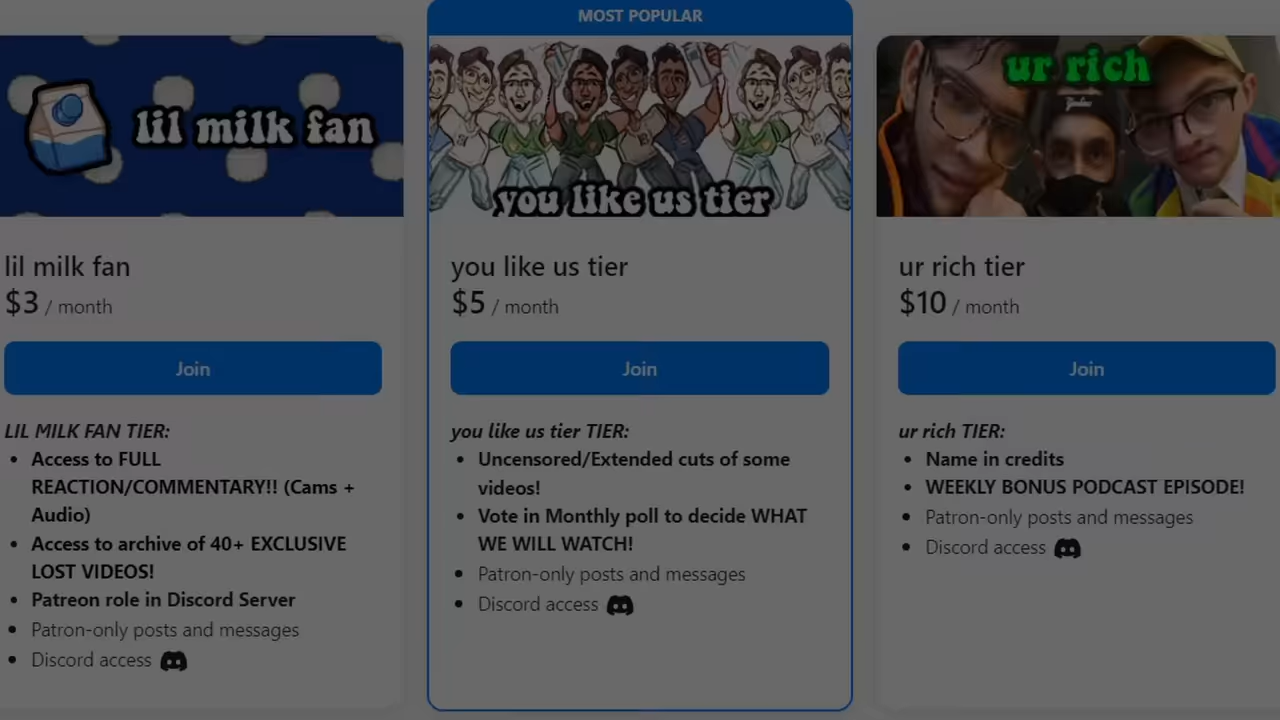 MOST POPULAR
lil milk fan
lil milk fan
$3 / month
Join
LIL MILK FAN TIER:
• Access to FULL
REACTION/COMMENTARY!! (Cams +
Audio)
• Access to archive of 40+ EXCLUSIVE
LOST VIDEOS!
• Patreon role in Discord Server
• Patron-only posts and messages
• Discord access
you like us tier
you like us tier
$5 / month
Join
you like us tier TIER:
• Uncensored/Extended cuts of some
videos!
• Vote in Monthly poll to decide WHAT
WE WILL WATCH!
• Patron-only posts and messages
• Discord access
ur rich
ur rich tier
$10 / month
Join
ur rich TIER:
• Name in credits
• WEEKLY BONUS PODCAST EPISODE!
• Patron-only posts and messages
• Discord access